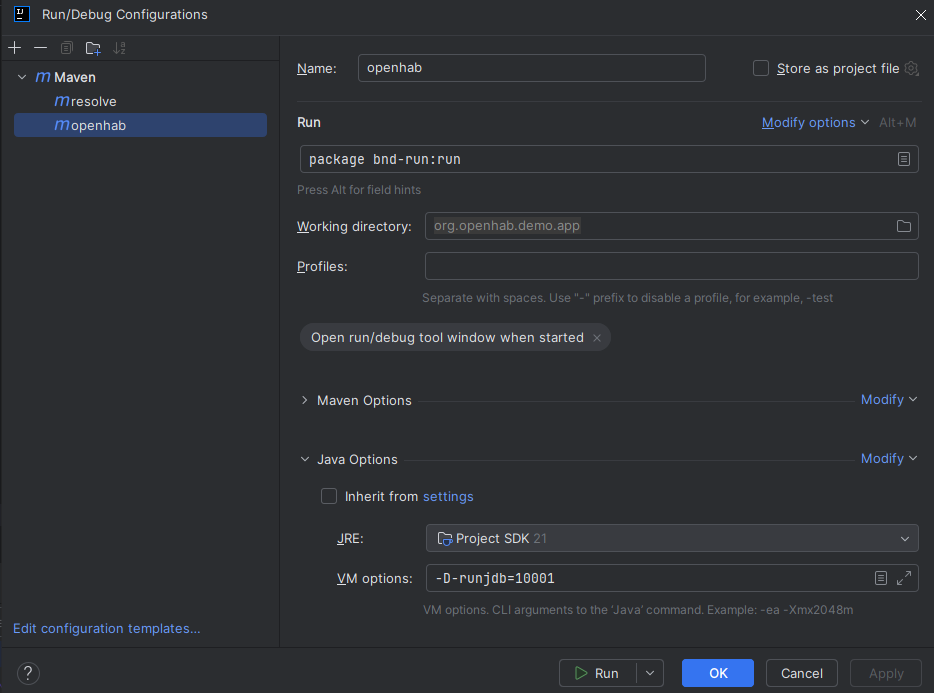 IJ
Run/Debug Configurations
m Maven
m resolve
m openhab
Name: openhab
Store as project file
Run
Modify options Alt+M
package bnd-run:run
Press Alt for field hints
Working directory: org.openhab.demo.app
Profiles:
Separate with spaces. Use "-" prefix to disable a profile, for example, -test
Open run/debug tool window when started ×
Maven Options Modify
Java Options Modify
Inherit from settings
JRE: Project SDK 21
VM options: -D-runjdb=10001
VM options. CLI arguments to the 'Java' command. Example: -ea -Xmx2048m
Edit configuration templates...
? Run OK Cancel Apply